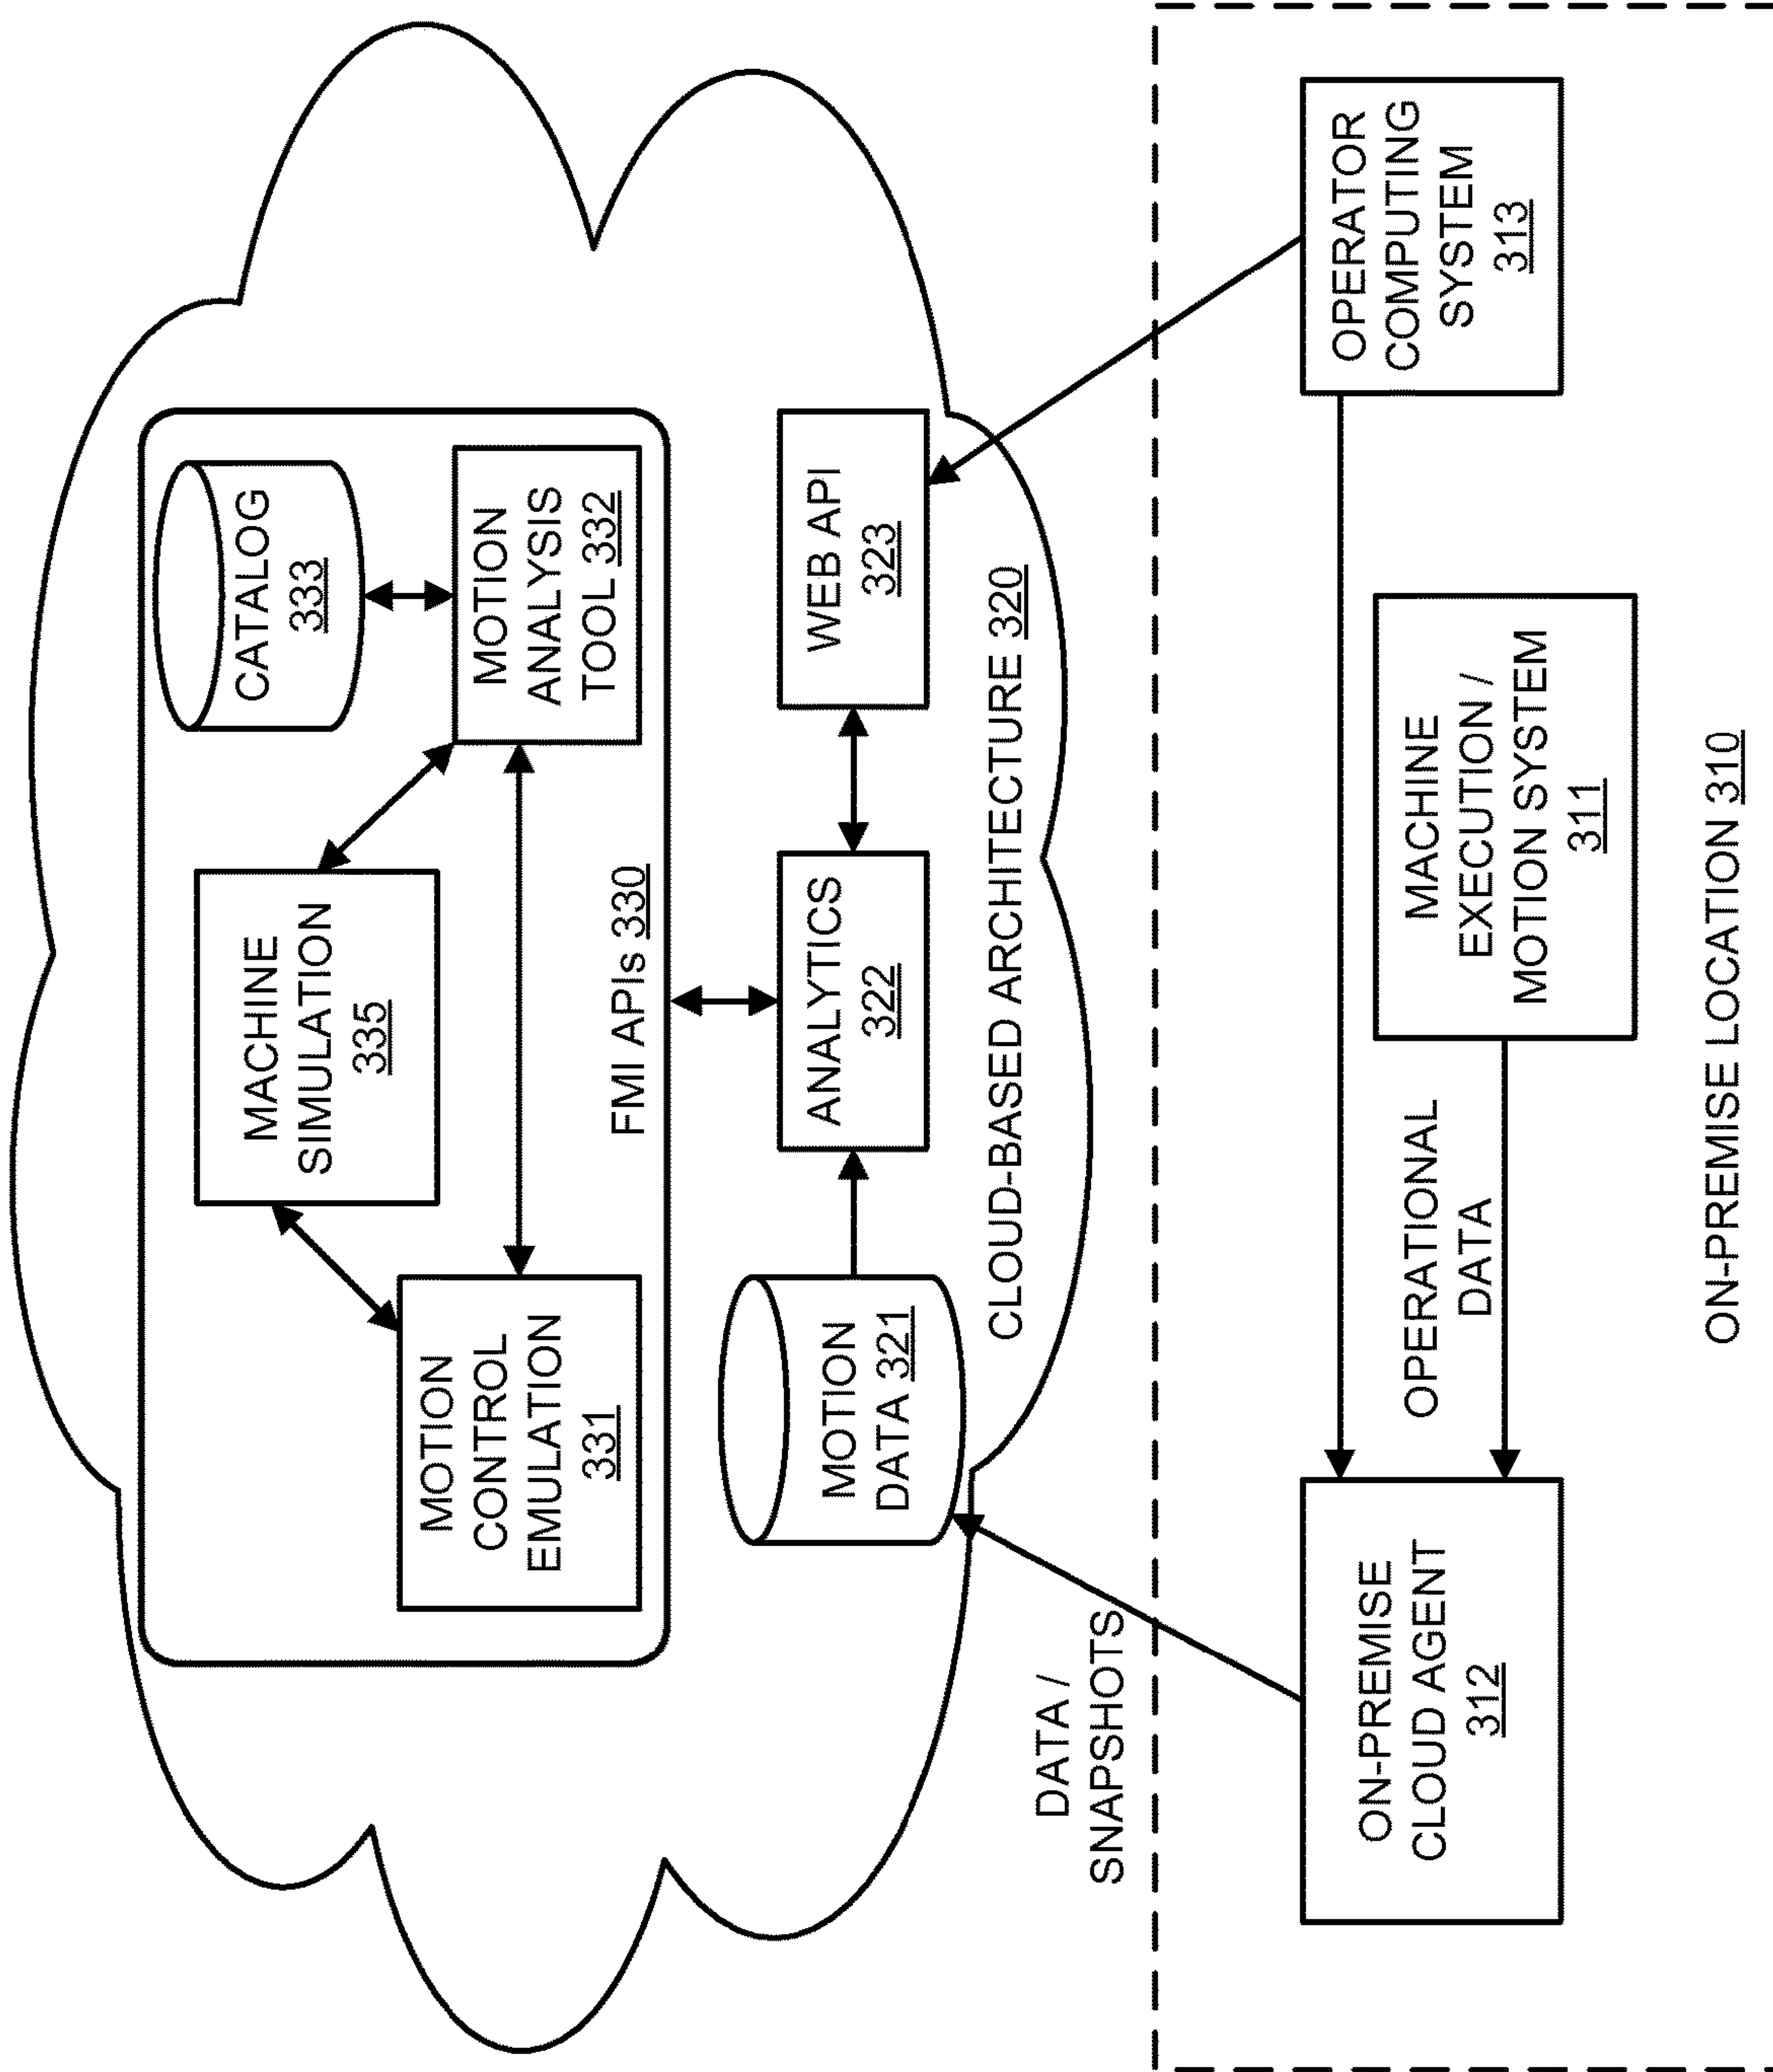 CATALOG
333
MACHINE
SIMULATION
335
MOTION
CONTROL
EMULATION
331
MOTION
ANALYSIS
TOOL 332
FMI APIs 330
MOTION
DATA 321
ANALYTICS
322
WEB API
323
CLOUD-BASED ARCHITECTURE 320
DATA /
SNAPSHOTS
ON-PREMISE
CLOUD AGENT
312
OPERATIONAL
DATA
MACHINE
EXECUTION /
MOTION SYSTEM
311
OPERATOR
COMPUTING
SYSTEM
313
ON-PREMISE LOCATION 310